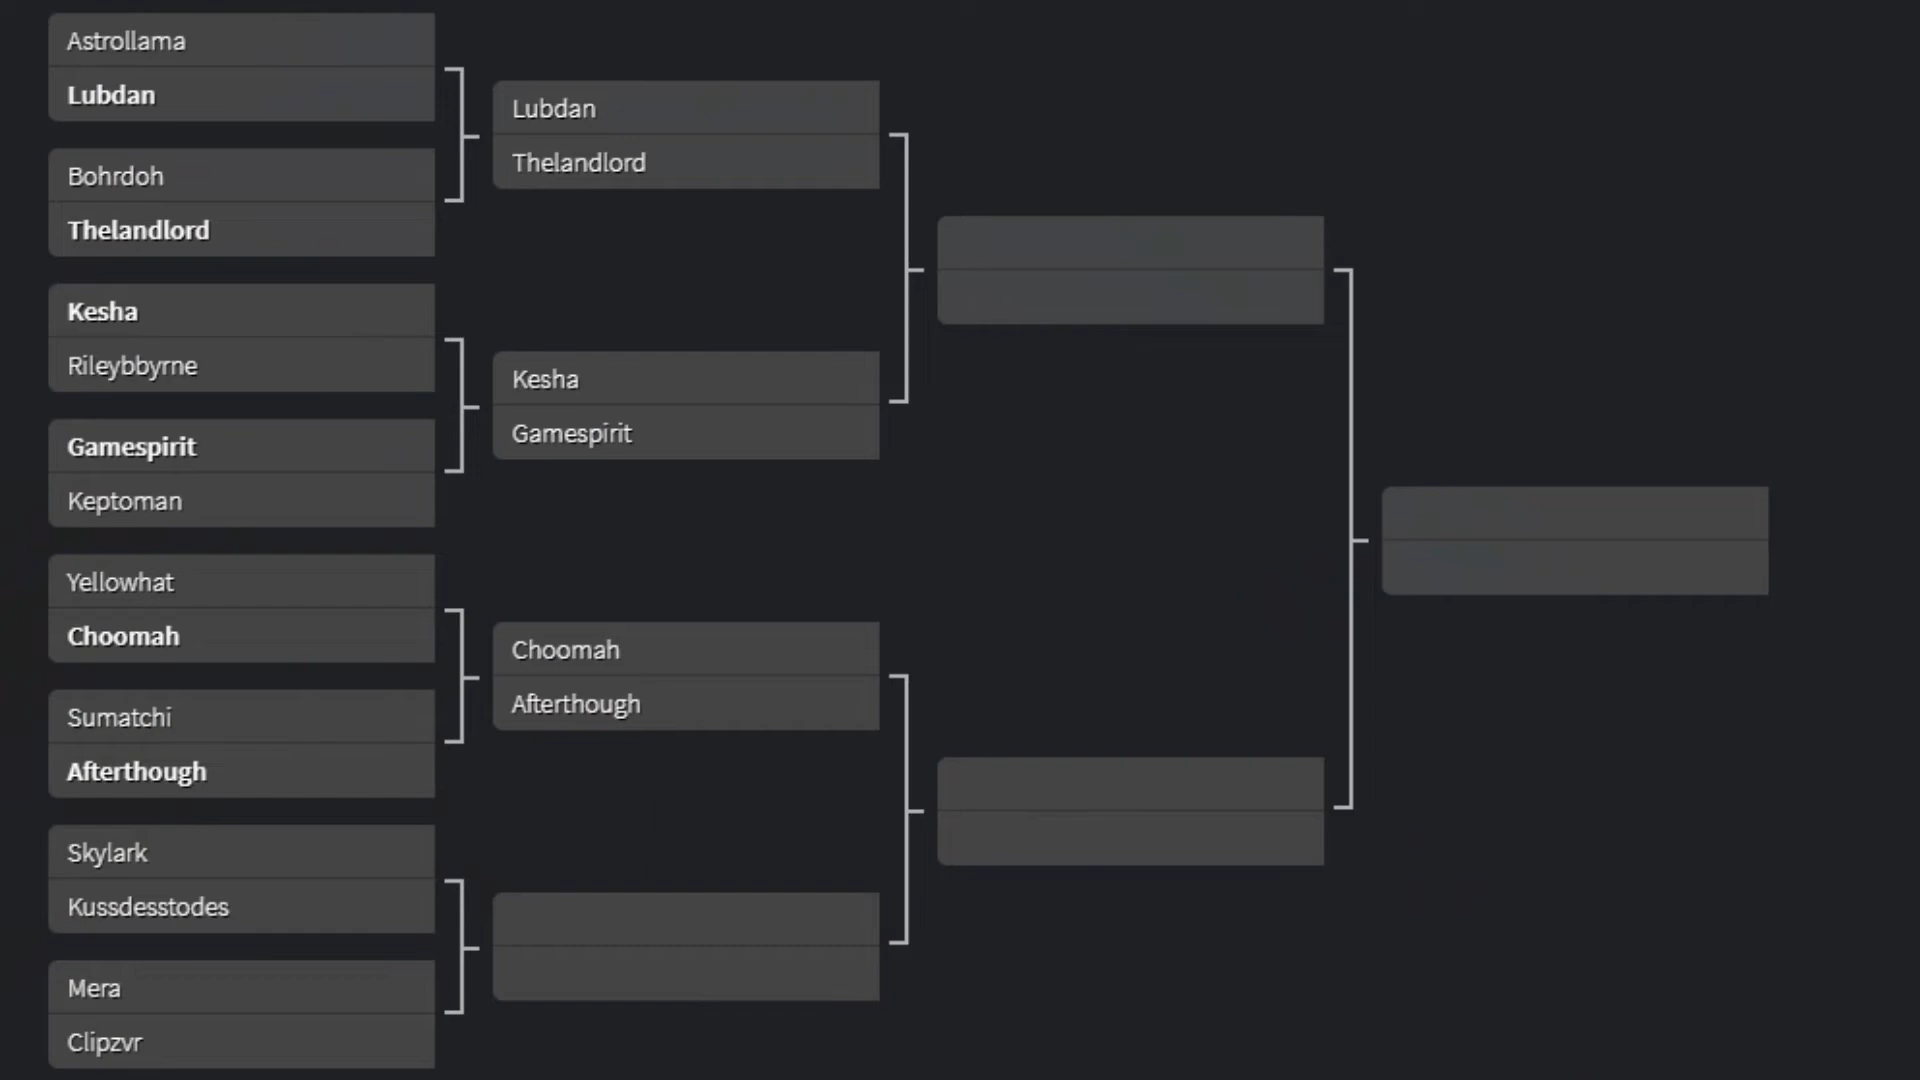 Astrollama
Lubdan
Bohrdoh
Thelandlord
Kesha
Rileybbyrne
Gamespirit
Keptoman
Yellowhat
Choomah
Sumatchi
Afterthough
Skylark
Kussdesstodes
Mera
Clipzvr
Lubdan
Thelandlord
Kesha
Gamespirit
Choomah
Afterthough